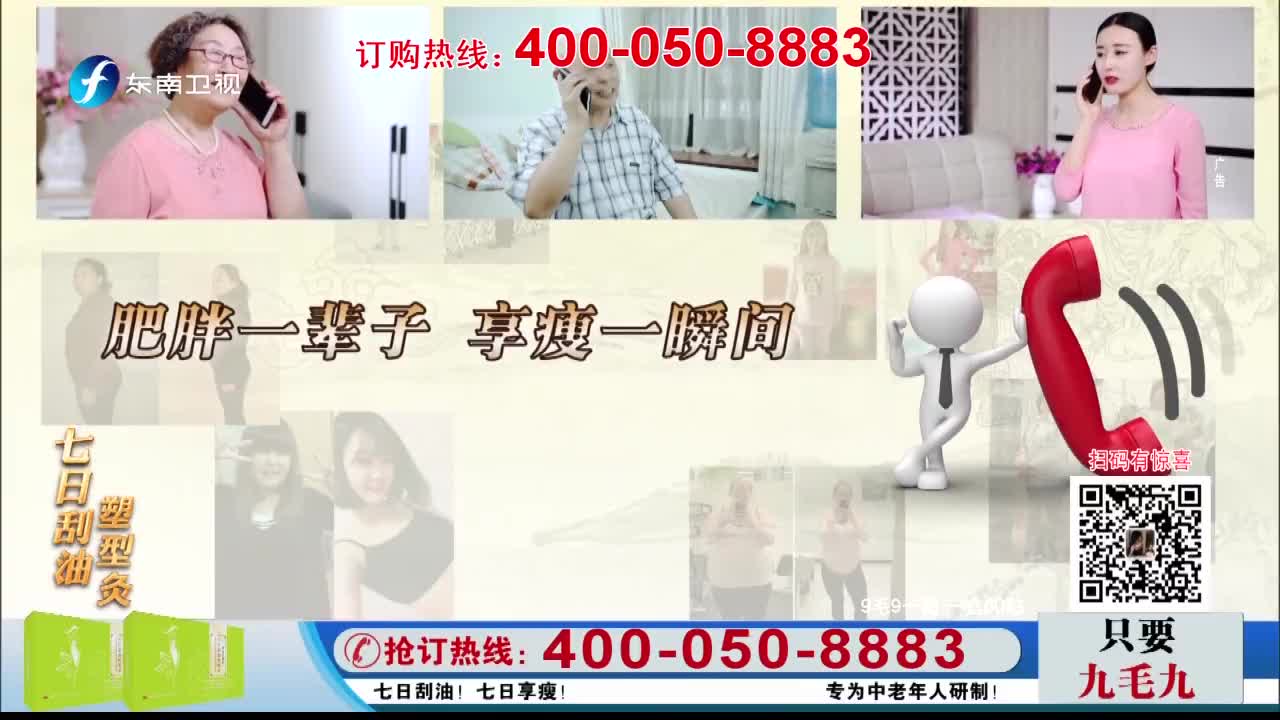 订购热线：400-050-8883
东南卫视
广告
肥胖一辈子 享瘦一瞬间
扫码有惊喜
七日刮油
塑型灸
抢订热线：400-050-8883
七日刮油！七日享瘦！
专为中老年人研制！
只要
九毛九